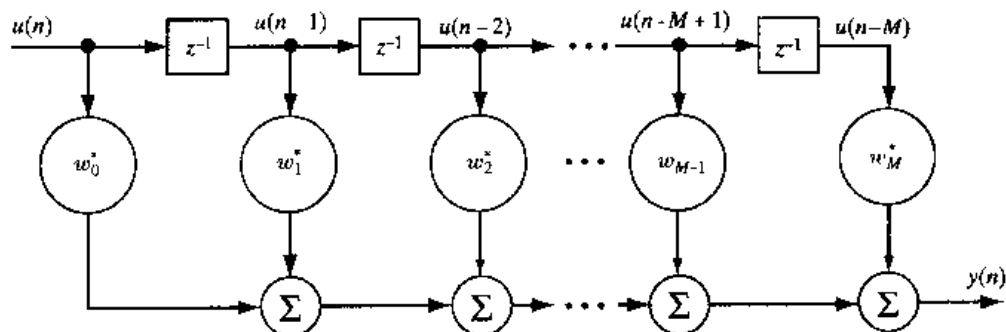 u(n) u(n 1) u(n - 2) • • • u(n - M + 1) u(n-M)
z⁻¹ z⁻¹ z⁻¹
w₀* w₁* w₂* • • • w_{M-1} w_M*
Σ Σ • • • Σ Σ y(n)